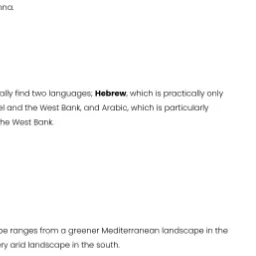 nna.
ally find two languages; Hebrew, which is practically only
el and the West Bank, and Arabic, which is particularly
he West Bank.
pe ranges from a greener Mediterranean landscape in the
ry arid landscape in the south.